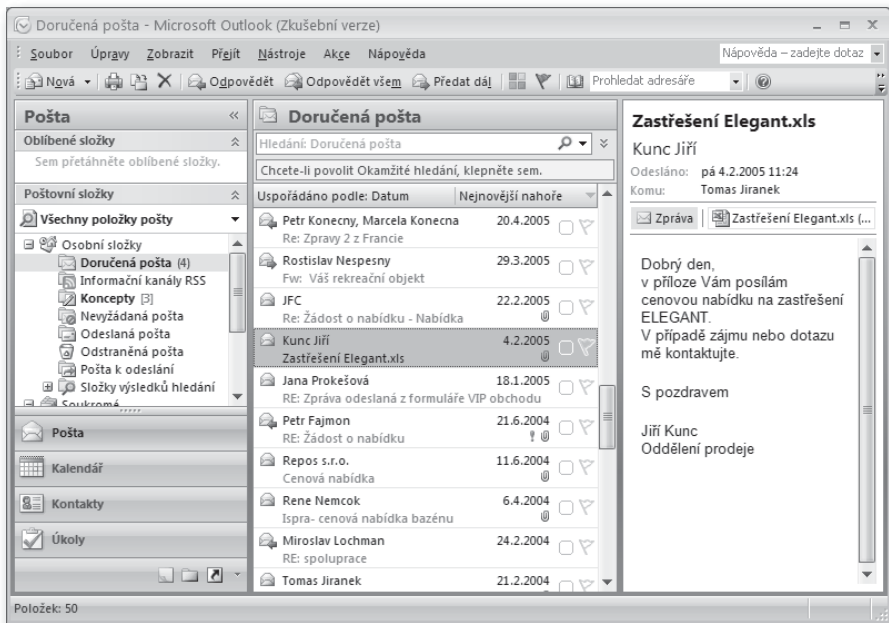 Doručená pošta - Microsoft Outlook (Zkušební verze)
Soubor Úpravy Zobrazit Přejít Nástroje Akce Nápověda Nápověda – zadejte dotaz
Nová Odpovědět Odpovědět všem Předat dál Prohledat adresáře
Pošta
Oblíbené složky
Sem přetáhněte oblíbené složky.
Poštovní složky
Všechny položky pošty
Osobní složky
Doručená pošta (4)
Informační kanály RSS
Koncepty [3]
Nevyžádaná pošta
Odeslaná pošta
Odstraněná pošta
Pošta k odeslání
Složky výsledků hledání
Soukromé
Pošta
Kalendář
Kontakty
Úkoly
Doručená pošta
Hledání: Doručená pošta
Chcete-li povolit Okamžité hledání, klepněte sem.
Uspořádáno podle: Datum Nejnovější nahoře
Petr Konecny, Marcela Konecna 20.4.2005
Re: Zpravy 2 z Francie
Rostislav Nespesny 29.3.2005
Fw: Váš rekreační objekt
JFC 22.2.2005
Re: Žádost o nabídku - Nabídka
Kunc Jiří 4.2.2005
Zastřešení Elegant.xls
Jana Prokešová 18.1.2005
RE: Zpráva odeslaná z formuláře VIP obchodu
Petr Fajmon 21.6.2004
RE: Žádost o nabídku
Repos s.r.o. 11.6.2004
Cenová nabídka
Rene Nemcok 6.4.2004
Ispra- cenová nabídka bazénu
Miroslav Lochman 24.2.2004
RE: spoluprace
Tomas Jiranek 21.2.2004
Zastřešení Elegant.xls
Kunc Jiří
Odesláno: pá 4.2.2005 11:24
Komu: Tomas Jiranek
Zpráva Zastřešení Elegant.xls (...
Dobrý den,
v příloze Vám posílám
cenovou nabídku na zastřešení
ELEGANT.
V případě zájmu nebo dotazu
mě kontaktujte.
S pozdravem
Jiří Kunc
Oddělení prodeje
Položek: 50